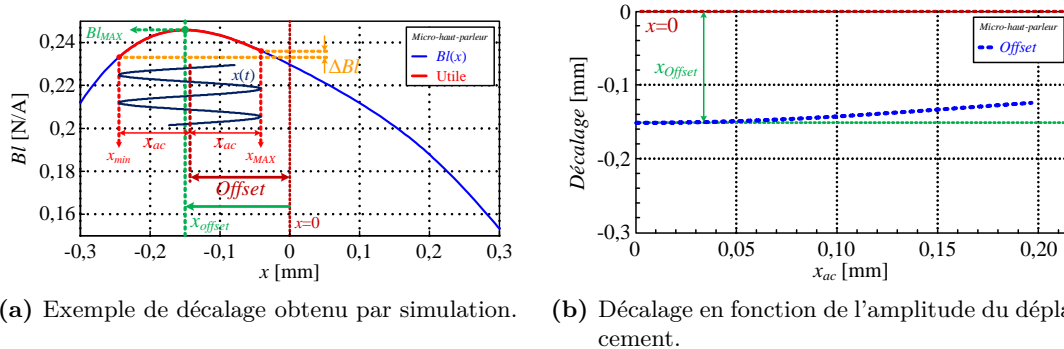 Bl [N/A]
0,24
0,22
0,2
0,18
0,16
Bl_MAX
Micro-haut-parleur
Bl(x)
Utile
ΔBl
x(t)
x_min
x_ac
x_ac
x_MAX
Offset
x_offset
x=0
-0,3
-0,2
-0,1
0
0,1
0,2
0,3
x [mm]
(a) Exemple de décalage obtenu par simulation.
Décalage [mm]
0
-0,1
-0,2
-0,3
x=0
x_Offset
Micro-haut-parleur
Offset
0
0,05
0,10
0,15
0,20
x_ac [mm]
(b) Décalage en fonction de l'amplitude du dépla
cement.